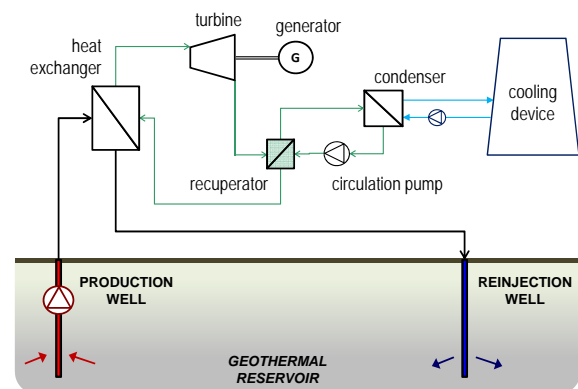 turbine
generator
heat
exchanger
G
condenser
cooling
device
recuperator
circulation pump
PRODUCTION
WELL
REINJECTION
WELL
GEOTHERMAL
RESERVOIR